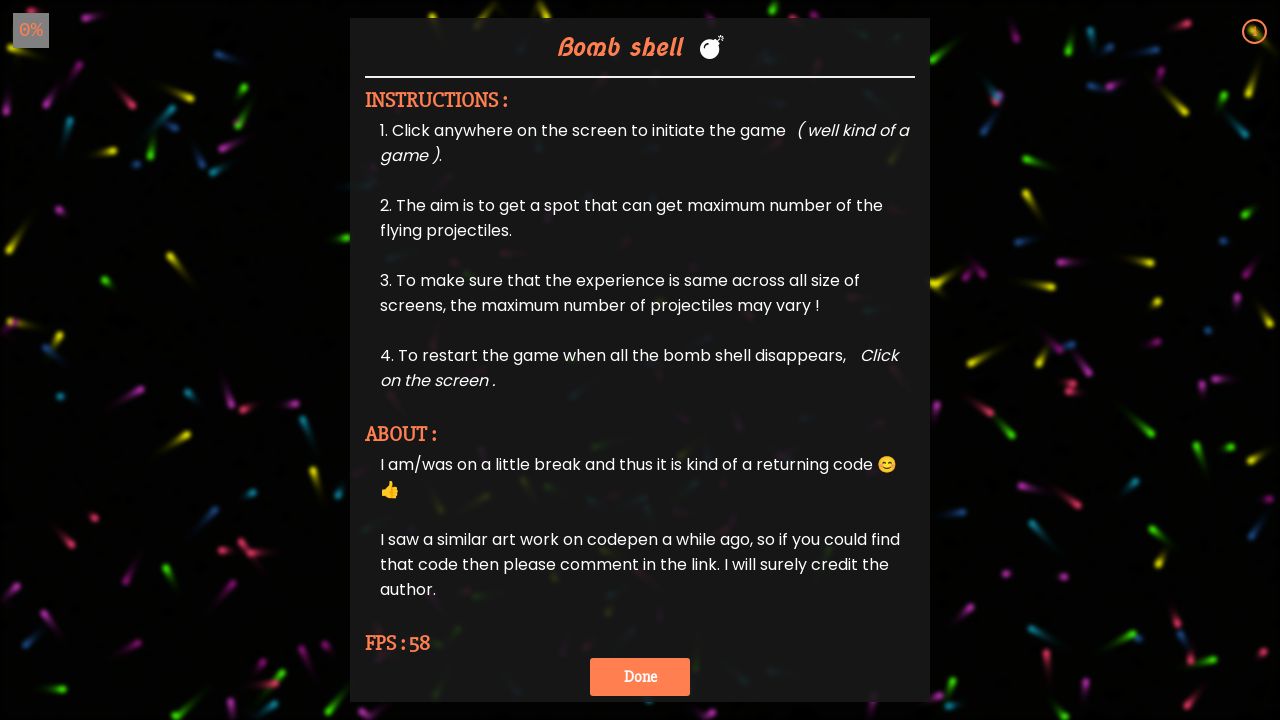 0%
Bomb shell 💣
INSTRUCTIONS :
1. Click anywhere on the screen to initiate the game ( well kind of a
game ).
2. The aim is to get a spot that can get maximum number of the
flying projectiles.
3. To make sure that the experience is same across all size of
screens, the maximum number of projectiles may vary !
4. To restart the game when all the bomb shell disappears, Click
on the screen .
ABOUT :
I am/was on a little break and thus it is kind of a returning code 😊
👍
I saw a similar art work on codepen a while ago, so if you could find
that code then please comment in the link. I will surely credit the
author.
FPS : 58
Done